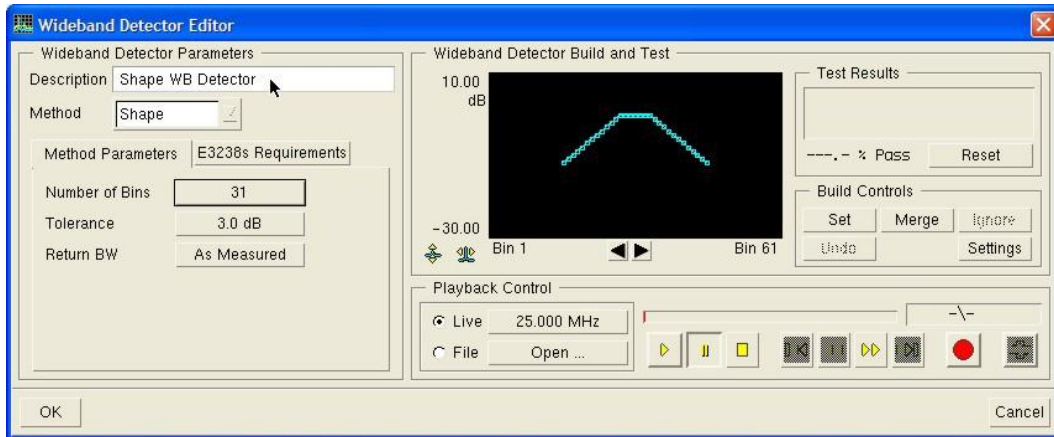 Wideband Detector Editor
Wideband Detector Parameters
Description Shape WB Detector
Method Shape
Method Parameters E3238s Requirements
Number of Bins 31
Tolerance 3.0 dB
Return BW As Measured
Wideband Detector Build and Test
10.00
dB
-30.00
Bin 1 Bin 61
Test Results
---.- % Pass Reset
Build Controls
Set Merge Ignore
Undo Settings
Playback Control
Live 25.000 MHz
File Open ...
-\-
OK Cancel